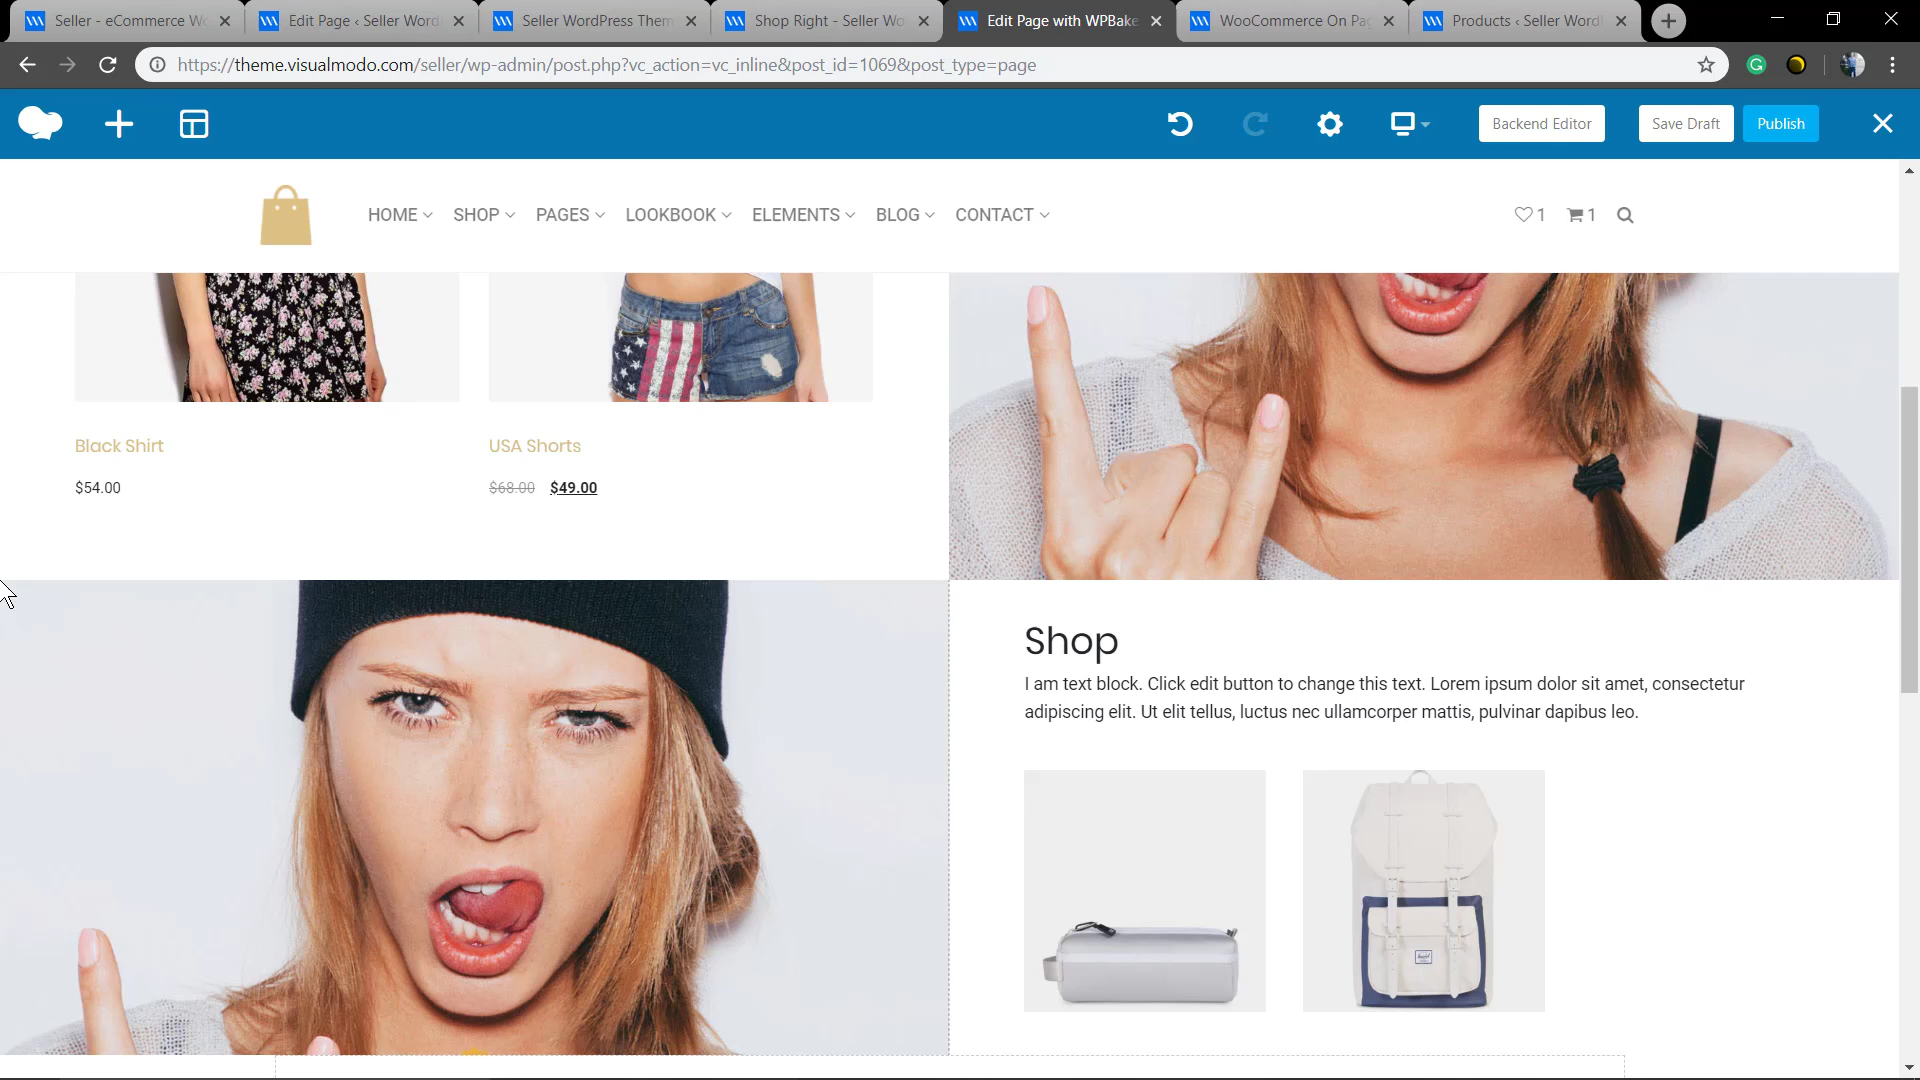 Seller - eCommerce Wo
Edit Page ‹ Seller Word
Seller WordPress Them
Shop Right - Seller Wo
Edit Page with WPBake
WooCommerce On Pag
Products ‹ Seller Word
https://theme.visualmodo.com/seller/wp-admin/post.php?vc_action=vc_inline&post_id=1069&post_type=page
Backend Editor
Save Draft
Publish
HOME
SHOP
PAGES
LOOKBOOK
ELEMENTS
BLOG
CONTACT
1
1
Black Shirt
USA Shorts
$54.00
$68.00 $49.00
Shop
I am text block. Click edit button to change this text. Lorem ipsum dolor sit amet, consectetur
adipiscing elit. Ut elit tellus, luctus nec ullamcorper mattis, pulvinar dapibus leo.